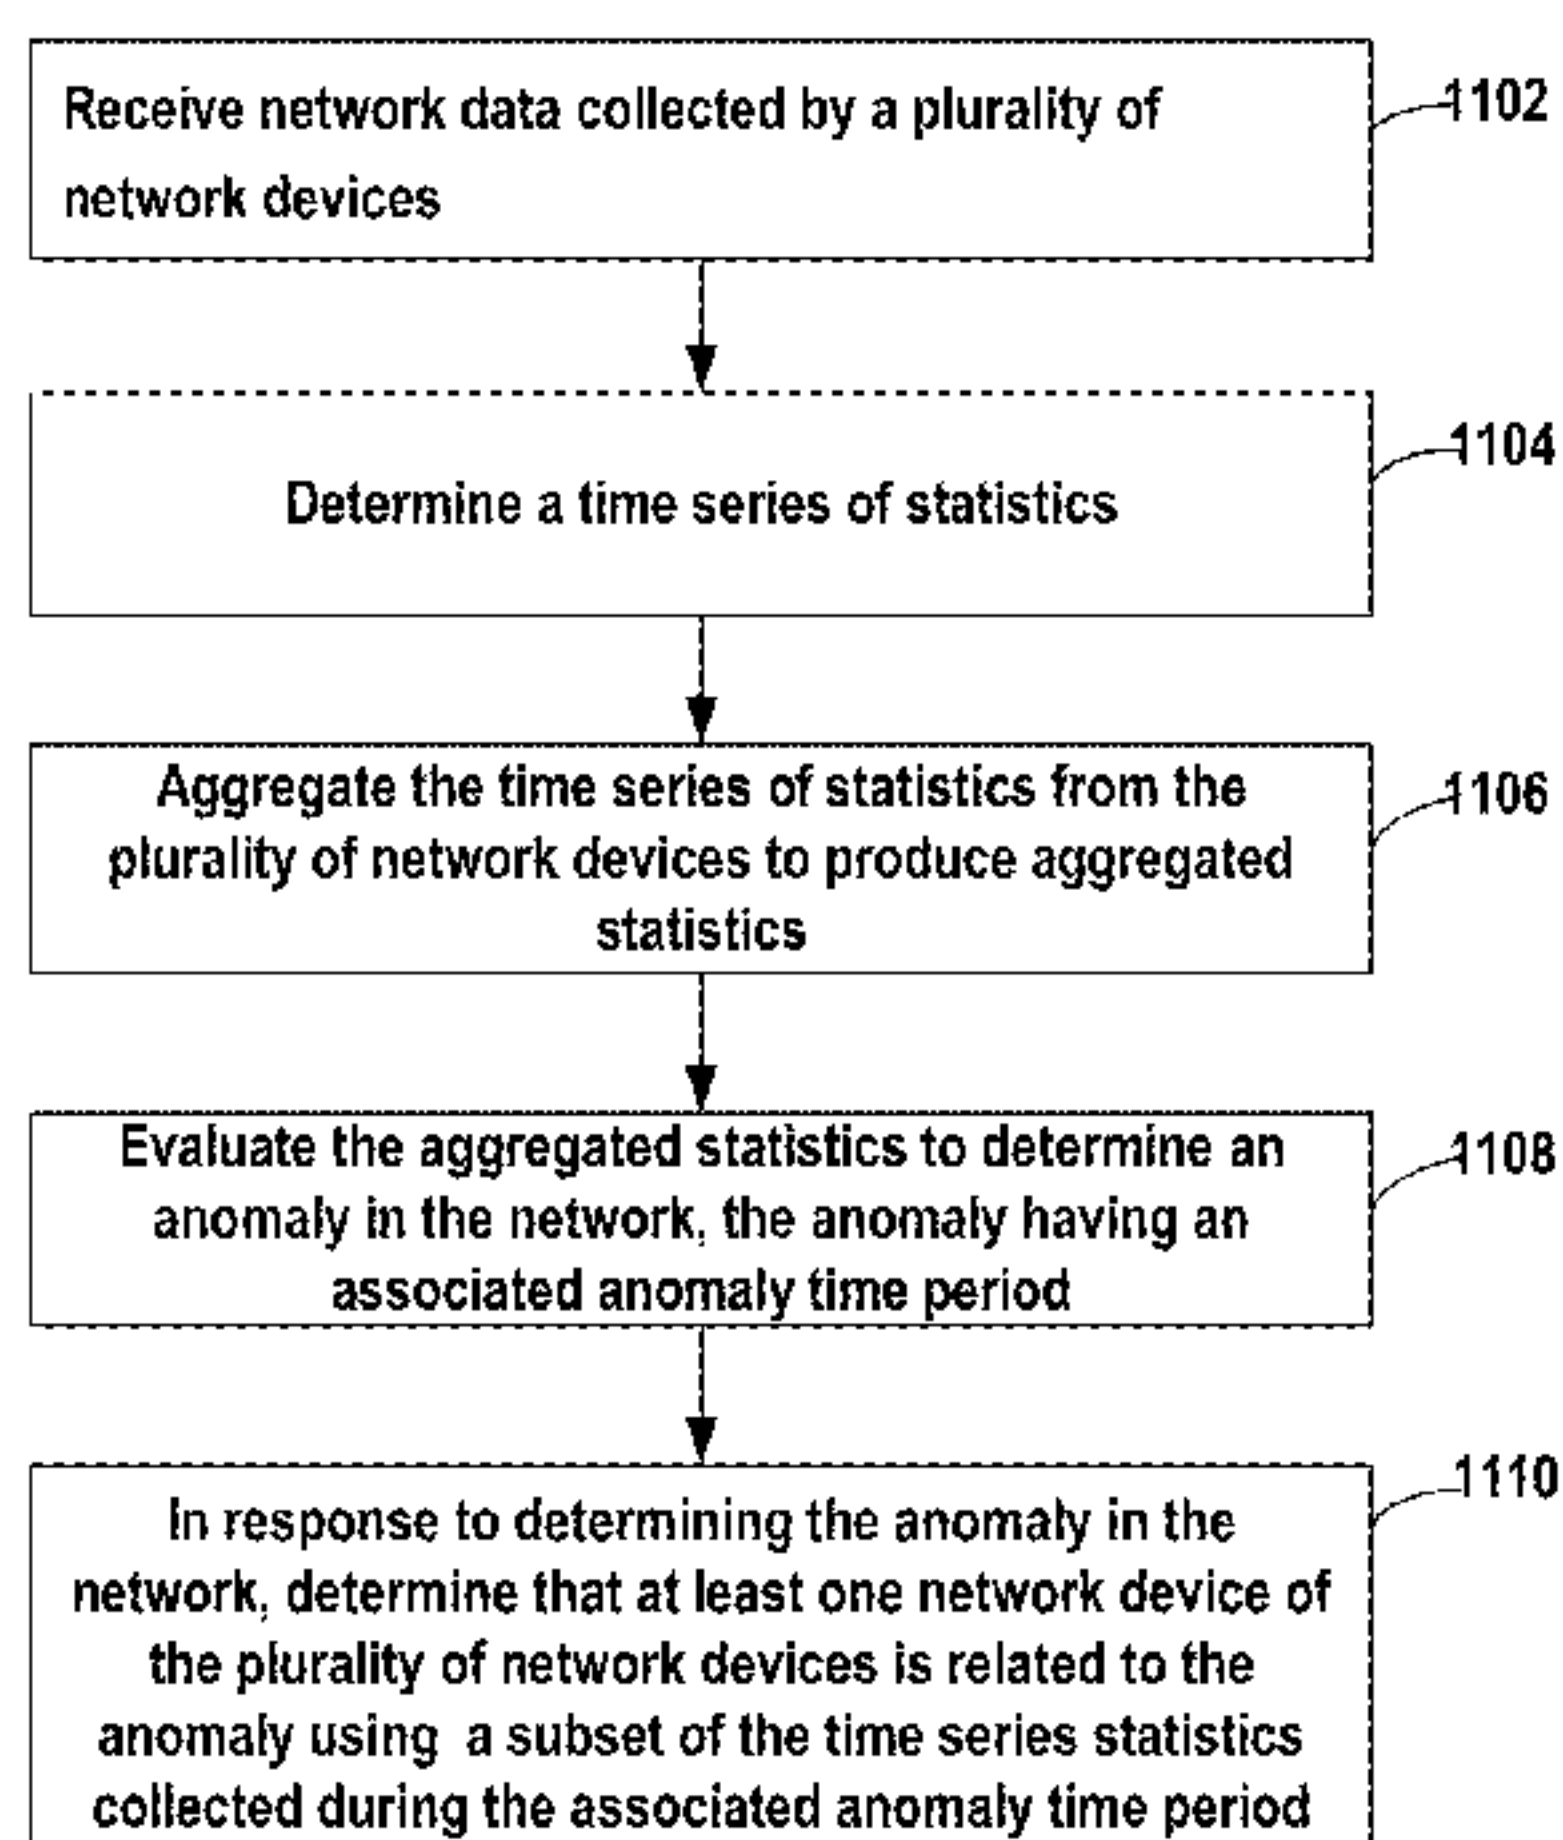 Receive network data collected by a plurality of
network devices
1102
Determine a time series of statistics
1104
Aggregate the time series of statistics from the
plurality of network devices to produce aggregated
statistics
1106
Evaluate the aggregated statistics to determine an
anomaly in the network, the anomaly having an
associated anomaly time period
1108
In response to determining the anomaly in the
network, determine that at least one network device of
the plurality of network devices is related to the
anomaly using a subset of the time series statistics
collected during the associated anomaly time period
1110